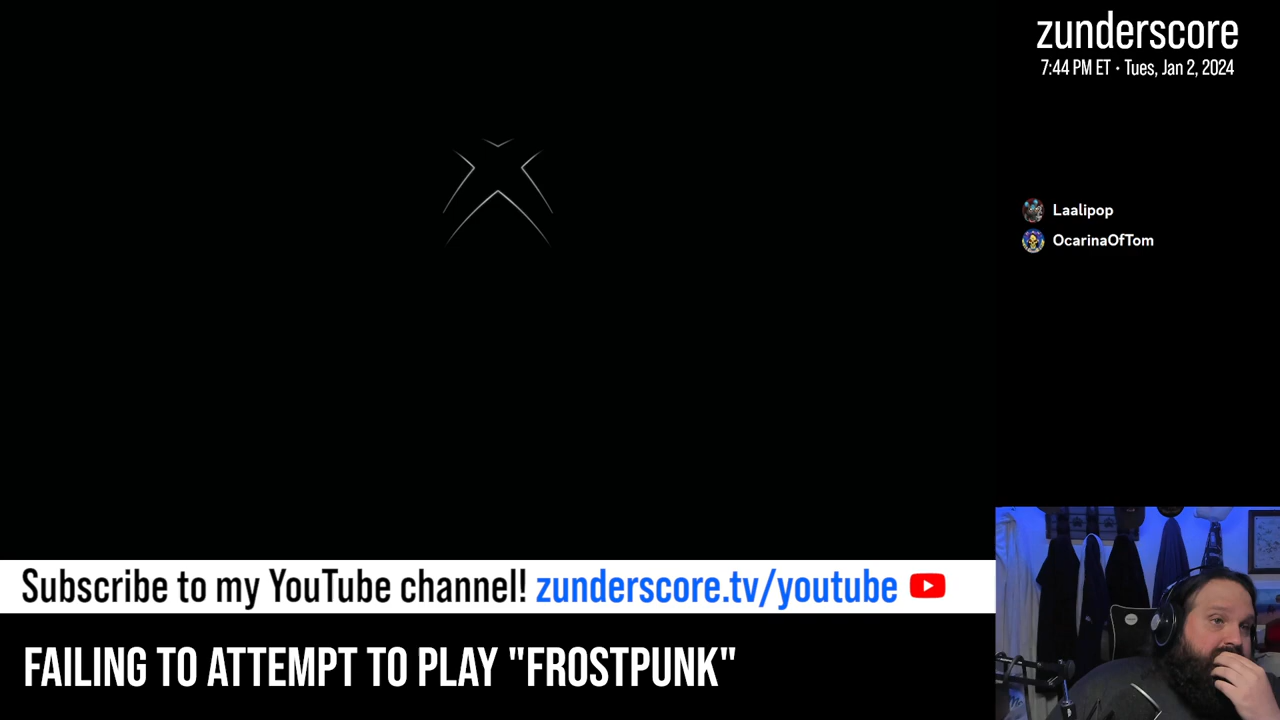 zunderscore
7:44 PM ET • Tues, Jan 2, 2024
Laalipop
OcarinaOfTom
Subscribe to my YouTube channel! zunderscore.tv/youtube
FAILING TO ATTEMPT TO PLAY "FROSTPUNK"